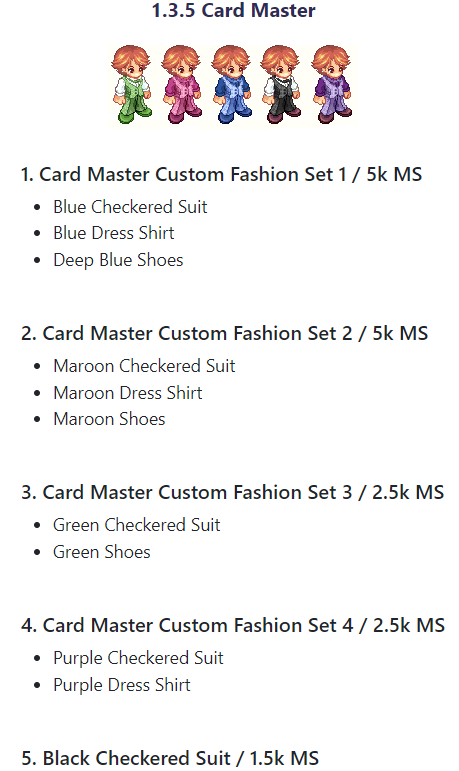 1.3.5 Card Master
1. Card Master Custom Fashion Set 1 / 5k MS
• Blue Checkered Suit
• Blue Dress Shirt
• Deep Blue Shoes
2. Card Master Custom Fashion Set 2 / 5k MS
• Maroon Checkered Suit
• Maroon Dress Shirt
• Maroon Shoes
3. Card Master Custom Fashion Set 3 / 2.5k MS
• Green Checkered Suit
• Green Shoes
4. Card Master Custom Fashion Set 4 / 2.5k MS
• Purple Checkered Suit
• Purple Dress Shirt
5. Black Checkered Suit / 1.5k MS